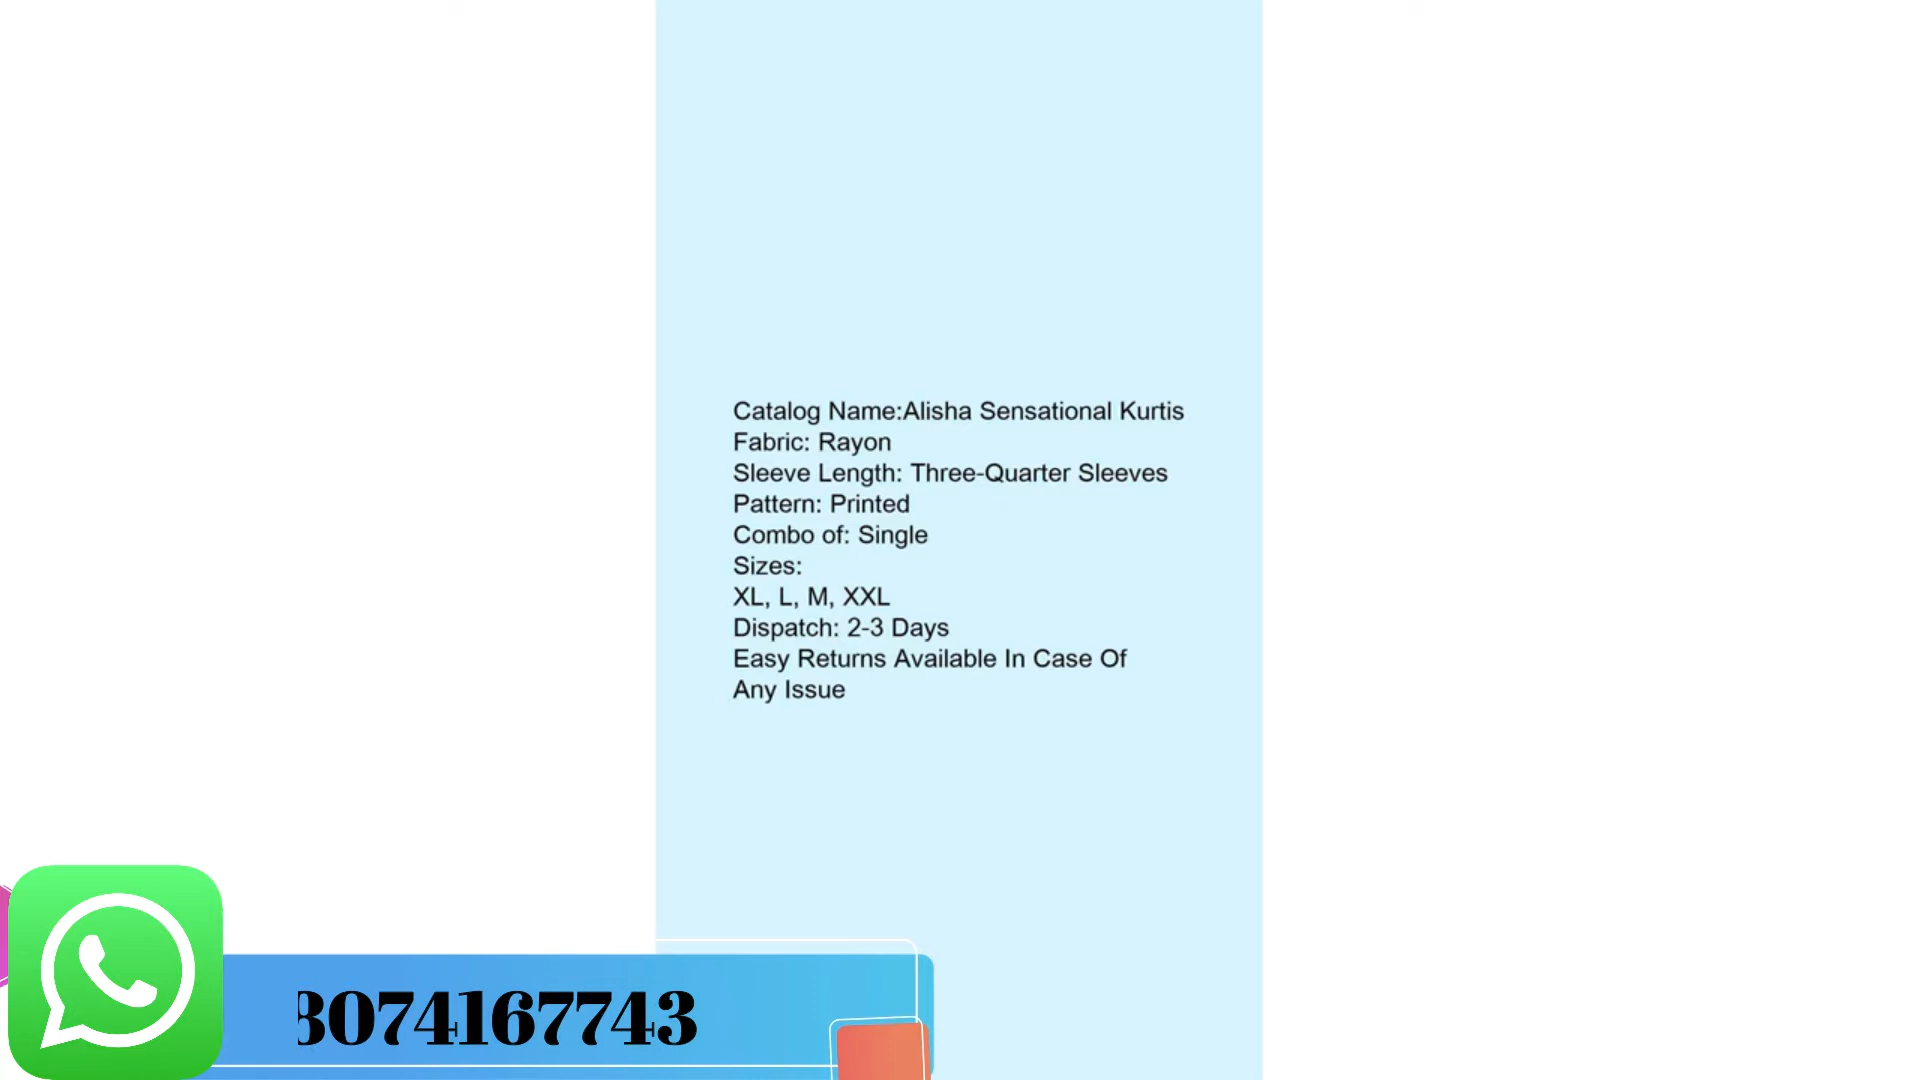 Catalog Name:Alisha Sensational Kurtis
Fabric: Rayon
Sleeve Length: Three-Quarter Sleeves
Pattern: Printed
Combo of: Single
Sizes:
XL, L, M, XXL
Dispatch: 2-3 Days
Easy Returns Available In Case Of
Any Issue
8074167743